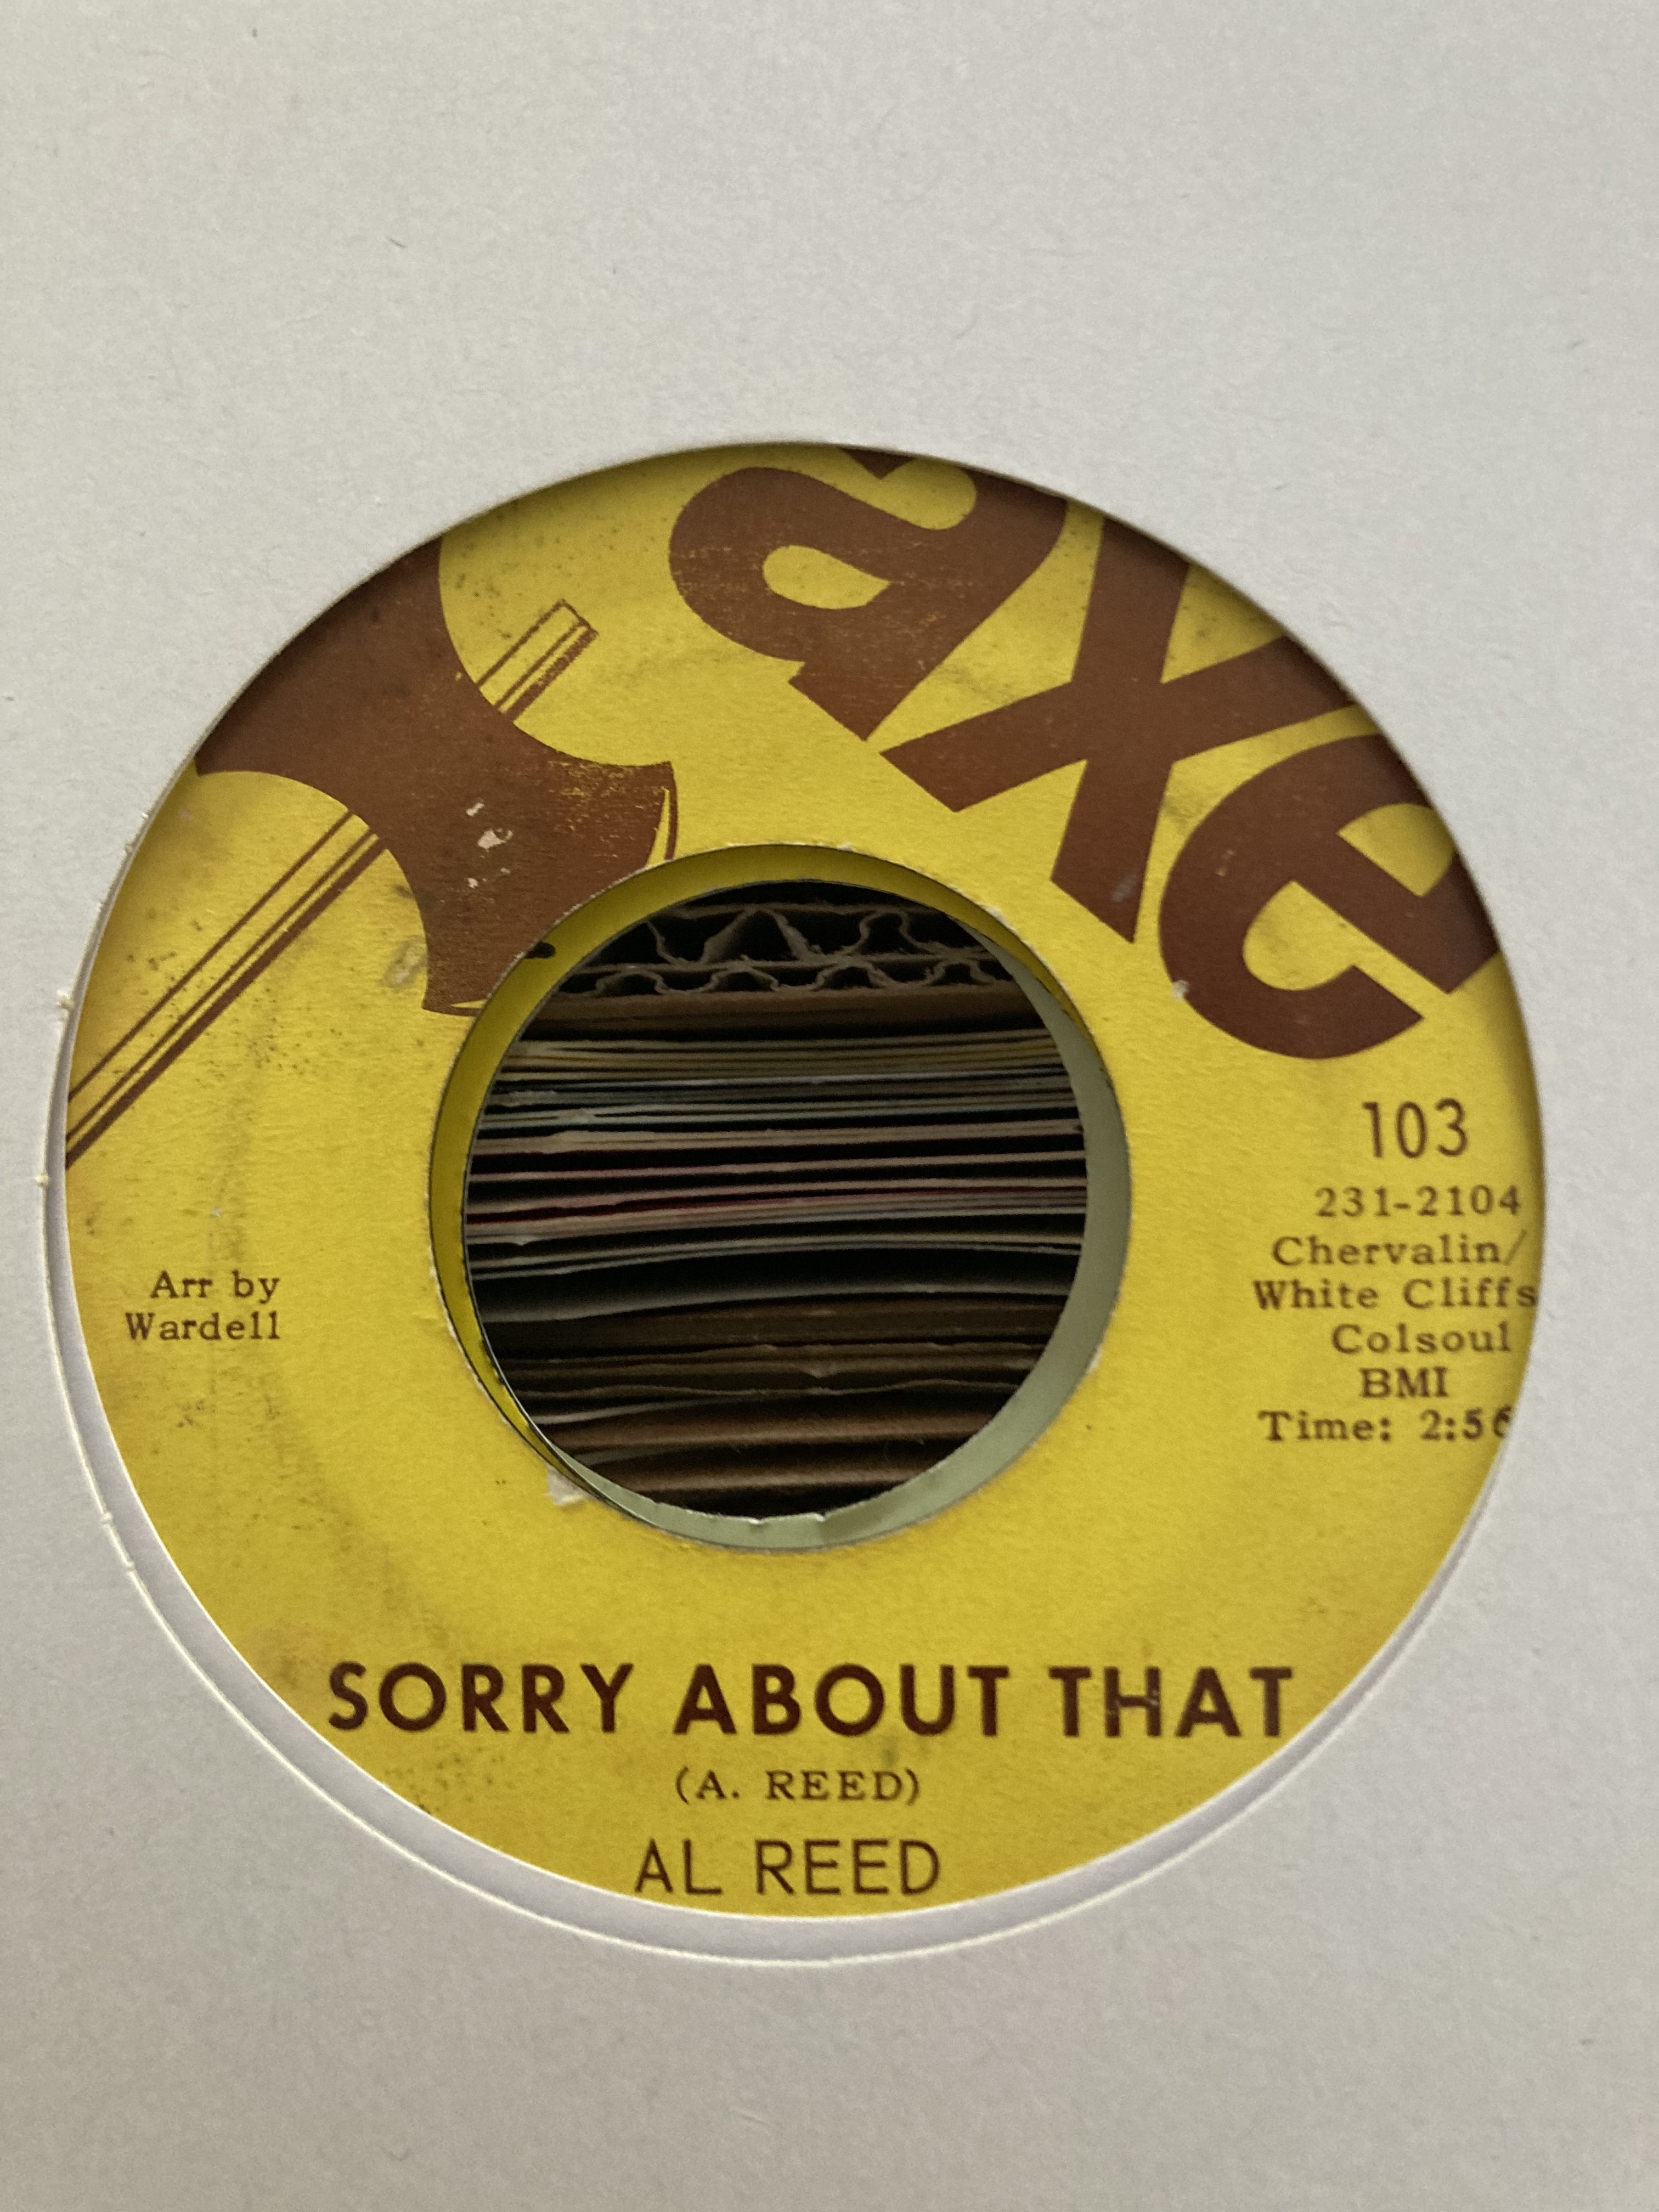 axe
103
231-2104
Chervalin/
White Cliffs
Colsoul
BMI
Time: 2:56
Arr by
Wardell
SORRY ABOUT THAT
(A. REED)
AL REED